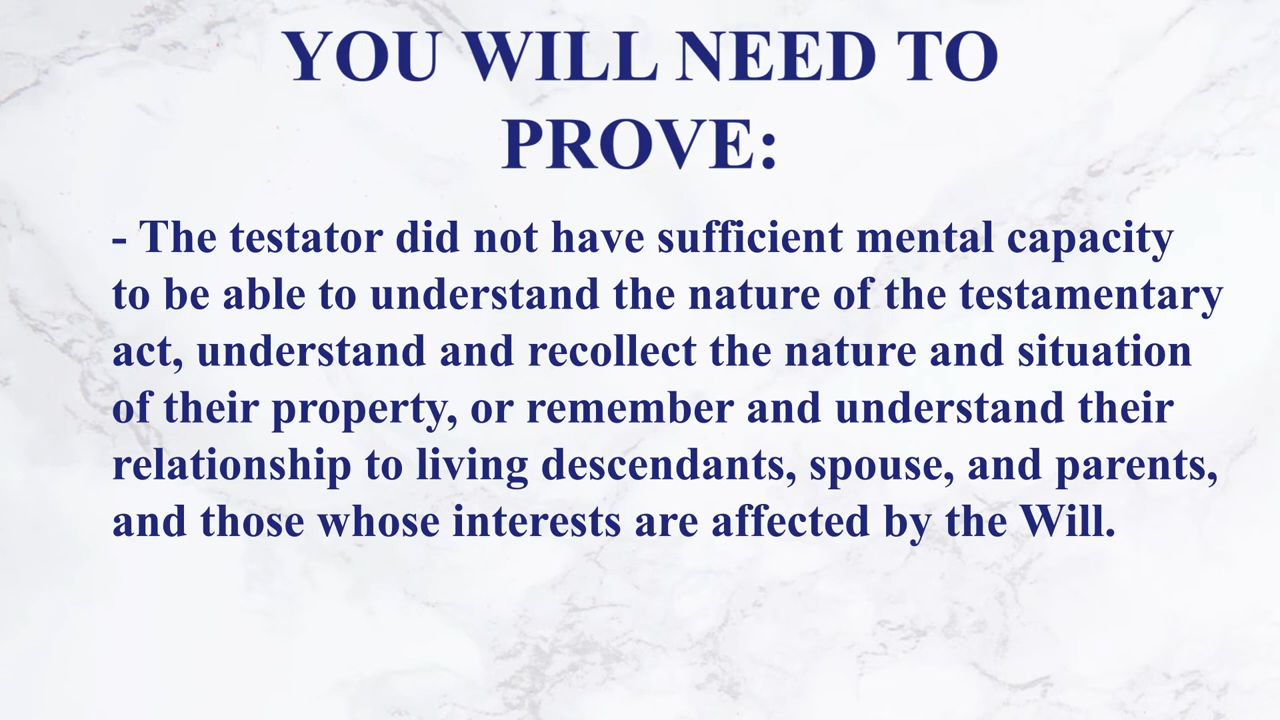 YOU WILL NEED TO
PROVE:
- The testator did not have sufficient mental capacity
to be able to understand the nature of the testamentary
act, understand and recollect the nature and situation
of their property, or remember and understand their
relationship to living descendants, spouse, and parents,
and those whose interests are affected by the Will.